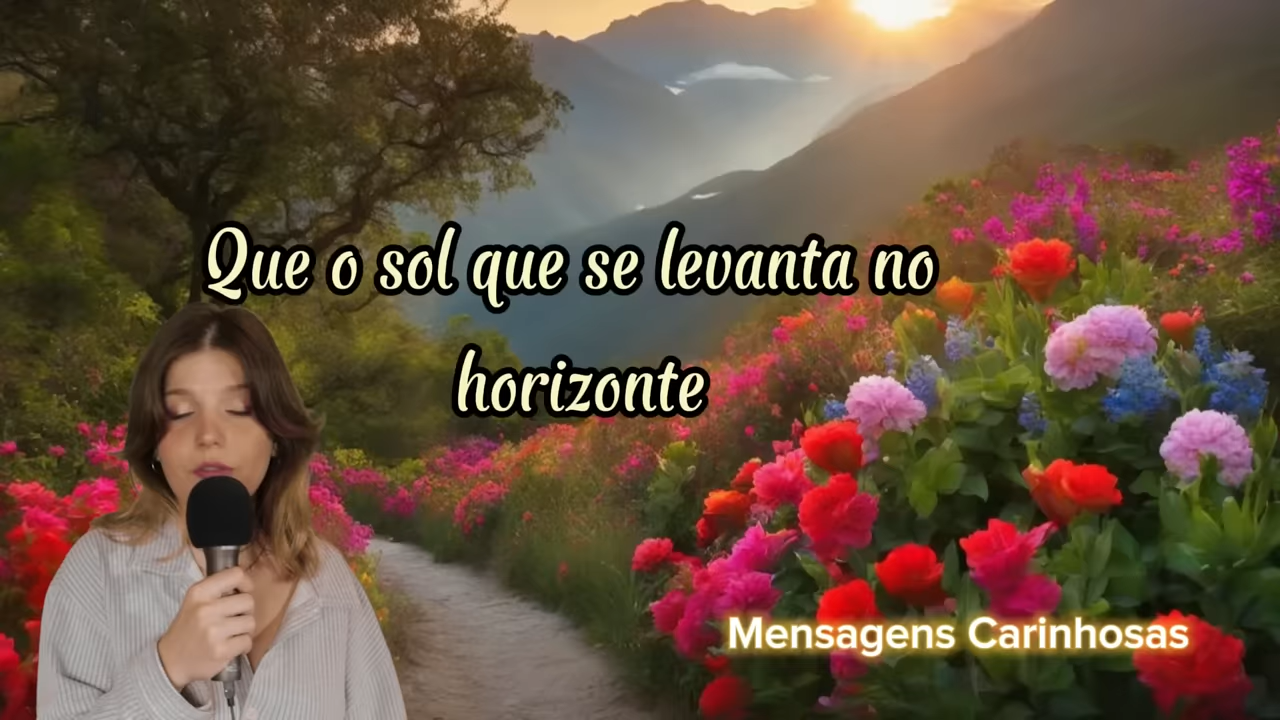 Que o sol que se levanta no
horizonte
Mensagens Carinhosas